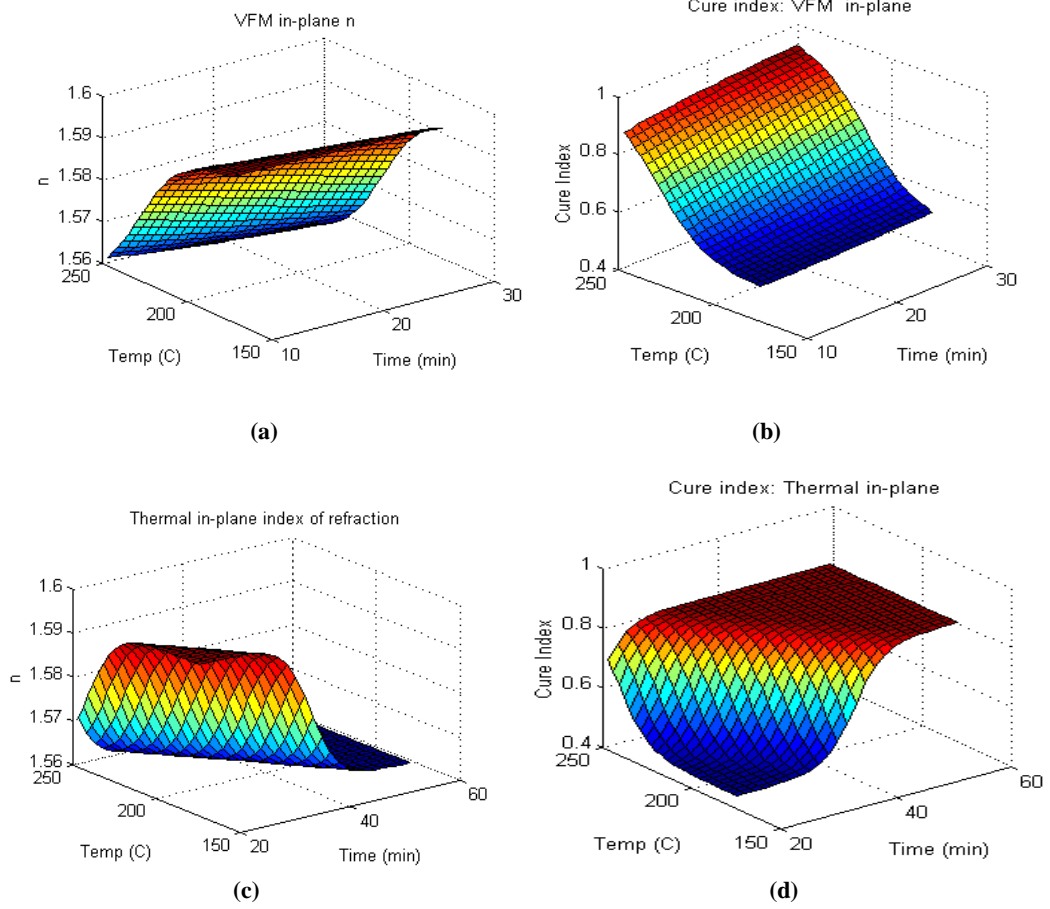 VFM in-plane n
1.6
1.59
1.58
1.57
1.56
n
250
200
150
Temp (C)
10
20
30
Time (min)
(a)
Cure index: VFM in-plane
1
0.8
0.6
0.4
Cure Index
250
200
150
Temp (C)
10
20
30
Time (min)
(b)
Thermal in-plane index of refraction
1.6
1.59
1.58
1.57
1.56
n
250
200
150
Temp (C)
20
40
60
Time (min)
(c)
Cure index: Thermal in-plane
1
0.8
0.6
0.4
Cure Index
250
200
150
Temp (C)
20
40
60
Time (min)
(d)